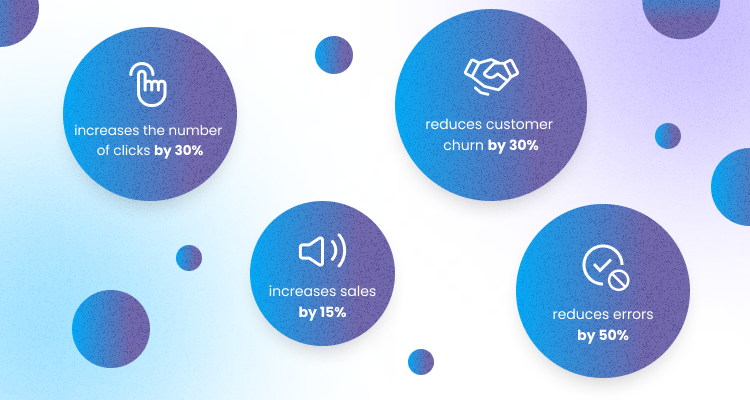 increases the number
of clicks by 30%
reduces customer
churn by 30%
increases sales
by 15%
reduces errors
by 50%